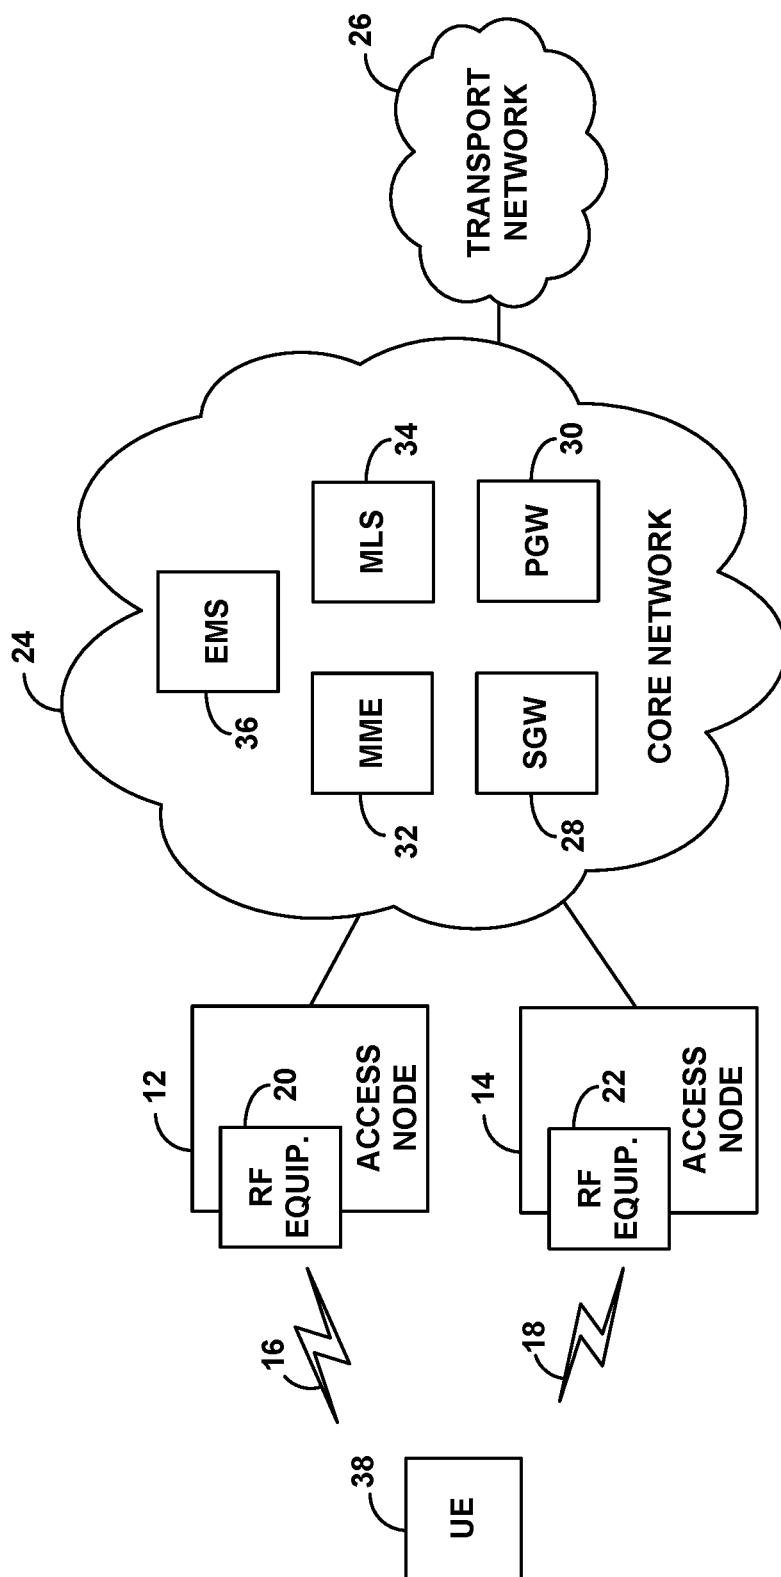 38
UE
16
18
12
20
RF
EQUIP.
ACCESS
NODE
14
22
RF
EQUIP.
ACCESS
NODE
24
EMS
36
MME
32
MLS
34
SGW
28
PGW
30
CORE NETWORK
26
TRANSPORT
NETWORK